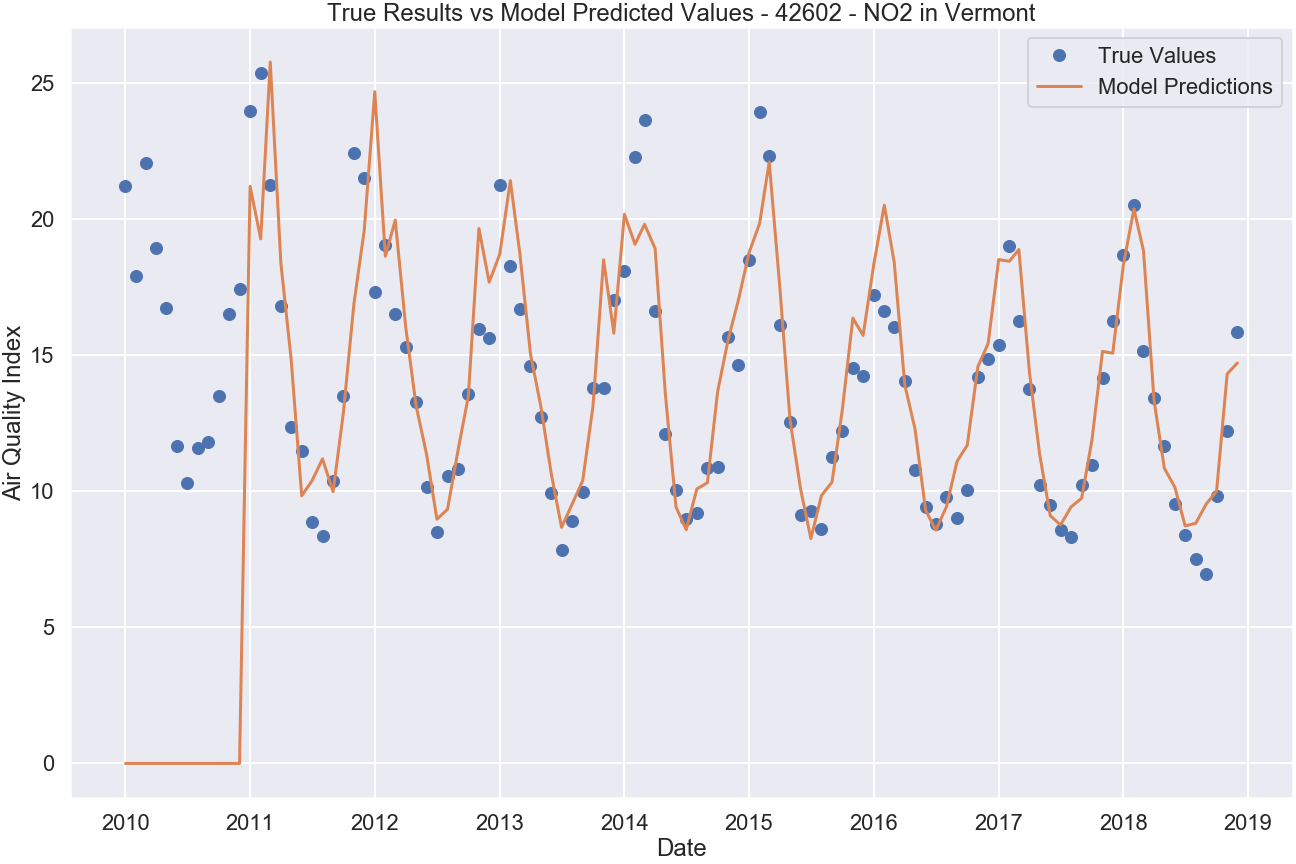 True Results vs Model Predicted Values - 42602 - NO2 in Vermont
True Values
Model Predictions
Air Quality Index
25
20
15
10
5
0
2010 2011 2012 2013 2014 2015 2016 2017 2018 2019
Date